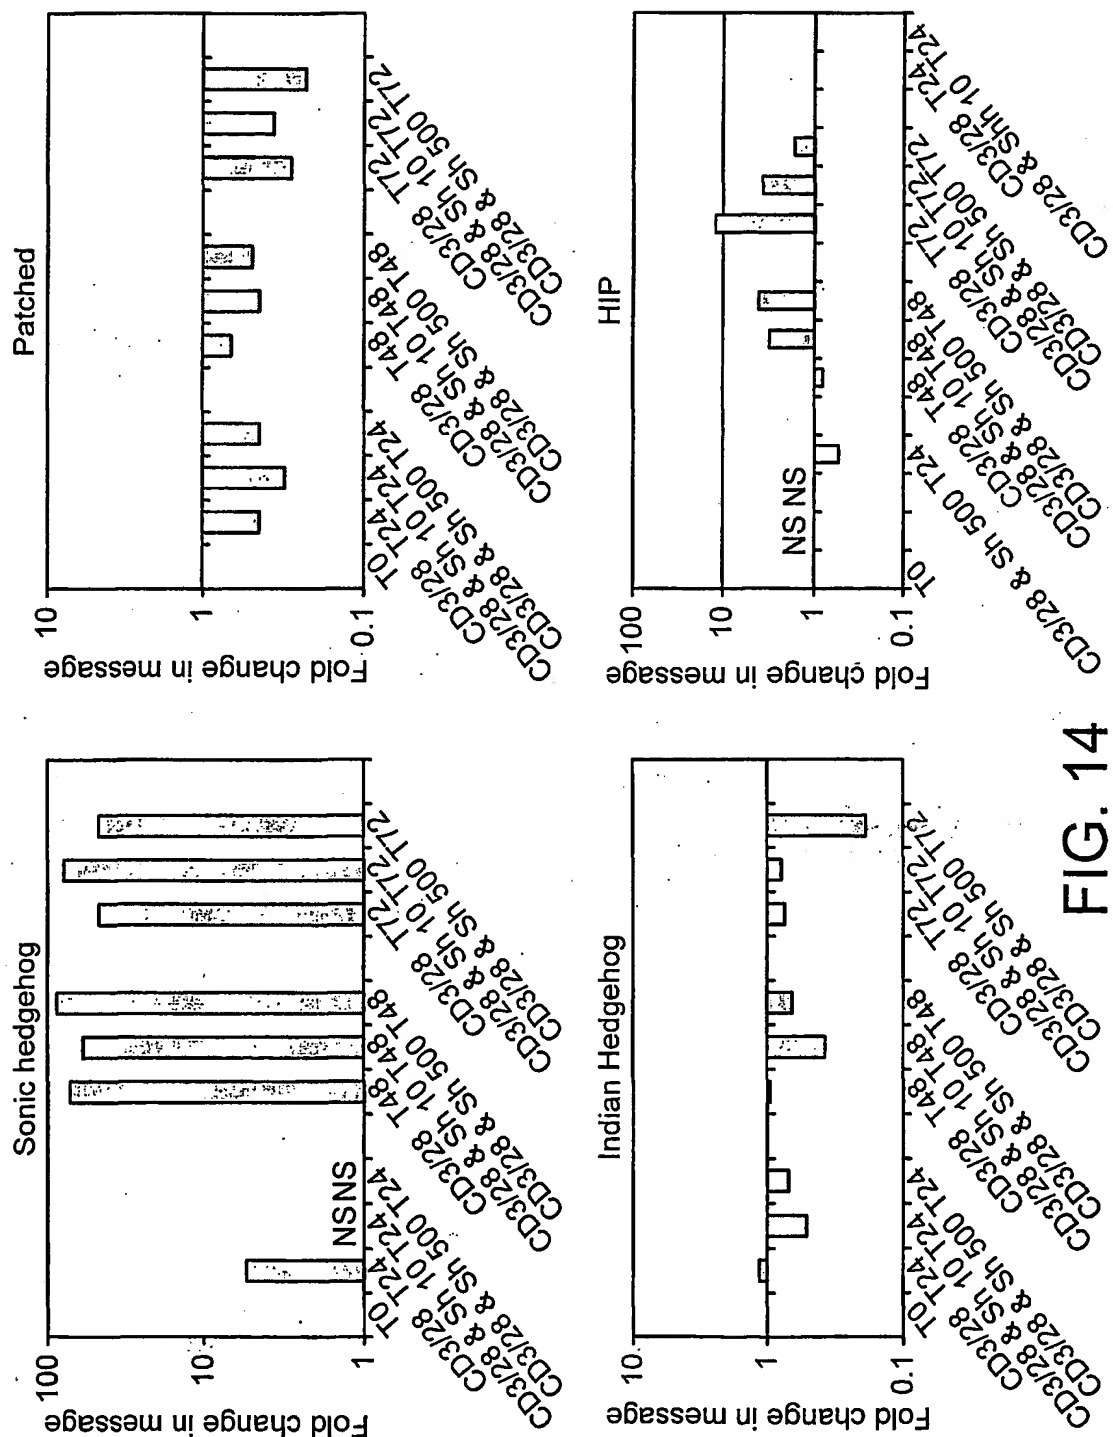 Sonic hedgehog
Fold change in message
100
10
1
NS NS
T0
CD3/28 T24
CD3/28 & Sh 10 T24
CD3/28 & Sh 500 T24
CD3/28 T48
CD3/28 & Sh 10 T48
CD3/28 & Sh 500 T48
CD3/28 T72
CD3/28 & Sh 10 T72
CD3/28 & Sh 500 T72
Patched
Fold change in message
10
1
0.1
T0
CD3/28 T24
CD3/28 & Sh 10 T24
CD3/28 & Sh 500 T24
CD3/28 T48
CD3/28 & Sh 10 T48
CD3/28 & Sh 500 T48
CD3/28 T72
CD3/28 & Sh 10 T72
CD3/28 & Sh 500 T72
Indian Hedgehog
Fold change in message
10
1
0.1
T0
CD3/28 T24
CD3/28 & Sh 10 T24
CD3/28 & Sh 500 T24
CD3/28 T48
CD3/28 & Sh 10 T48
CD3/28 & Sh 500 T48
CD3/28 T72
CD3/28 & Sh 10 T72
CD3/28 & Sh 500 T72
HIP
Fold change in message
100
10
1
0.1
NS NS
T0
CD3/28 & Sh 500 T24
CD3/28 T48
CD3/28 & Sh 10 T48
CD3/28 & Sh 500 T48
CD3/28 T72
CD3/28 & Sh 10 T72
CD3/28 & Sh 500 T72
CD3/28 T24
CD3/28 & Shh 10 T24
FIG. 14